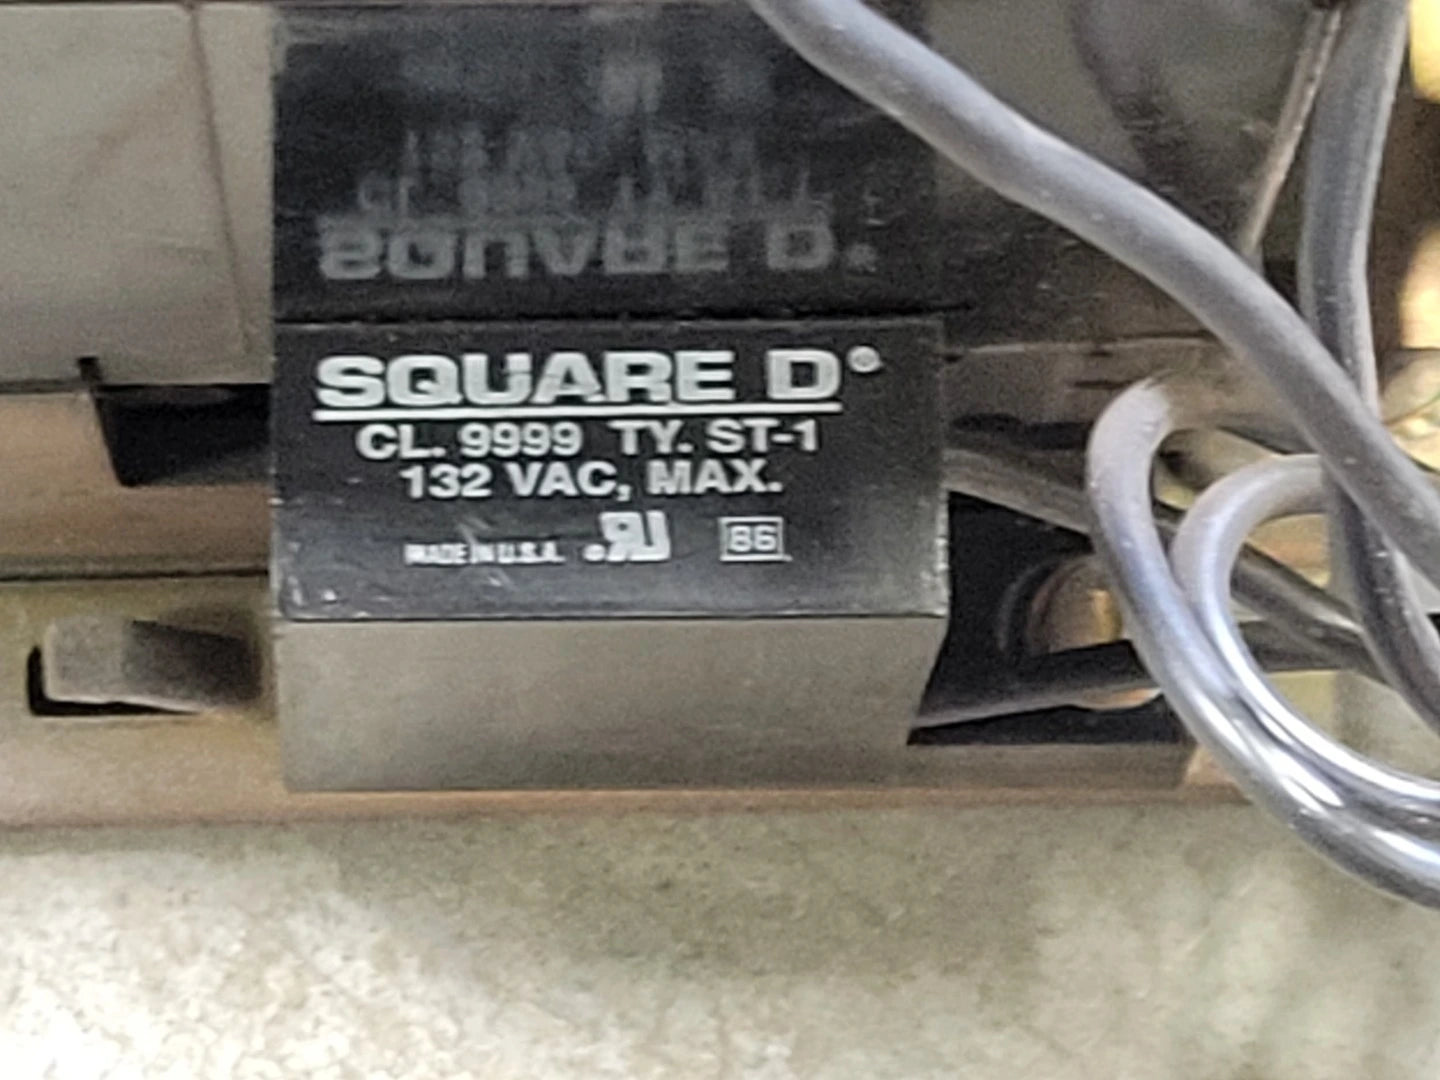 SQUARE D®
CL. 9999 TY. ST-1
132 VAC, MAX.
MADE IN U.S.A. 86